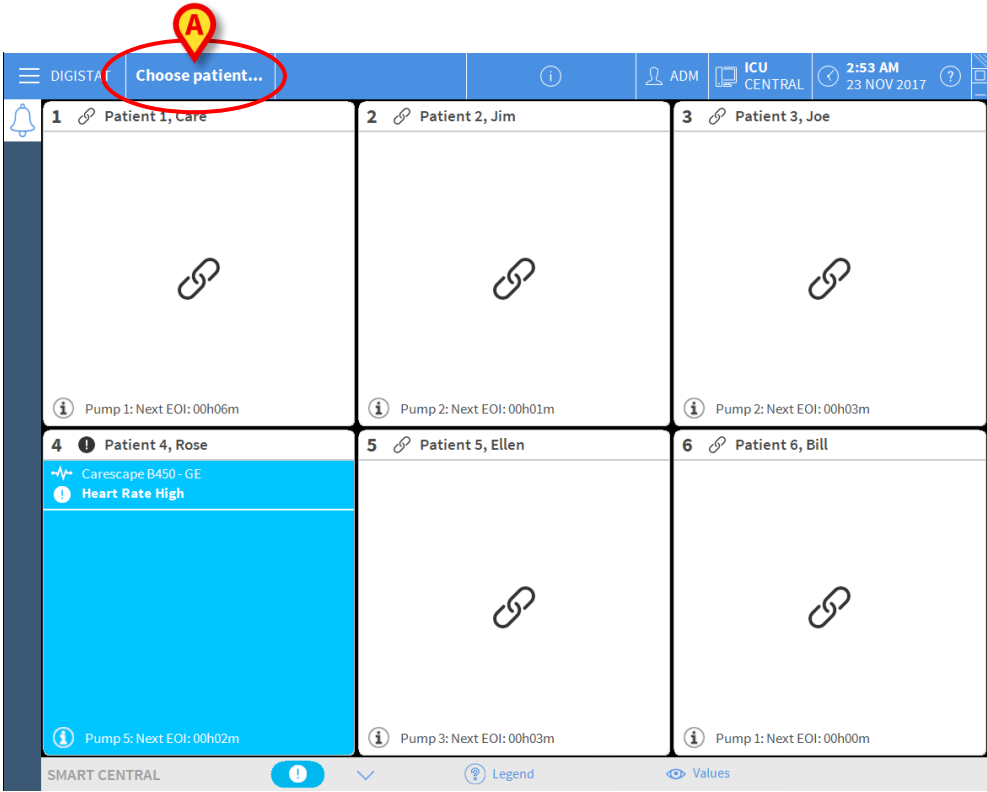 A
DIGISTAT Choose patient... ADM ICU CENTRAL 2:53 AM 23 NOV 2017
1 Patient 1, Care
2 Patient 2, Jim
3 Patient 3, Joe
Pump 1: Next EOI: 00h06m
Pump 2: Next EOI: 00h01m
Pump 2: Next EOI: 00h03m
4 Patient 4, Rose
5 Patient 5, Ellen
6 Patient 6, Bill
Carescape B450 - GE
Heart Rate High
Pump 5: Next EOI: 00h02m
Pump 3: Next EOI: 00h03m
Pump 1: Next EOI: 00h00m
SMART CENTRAL Legend Values